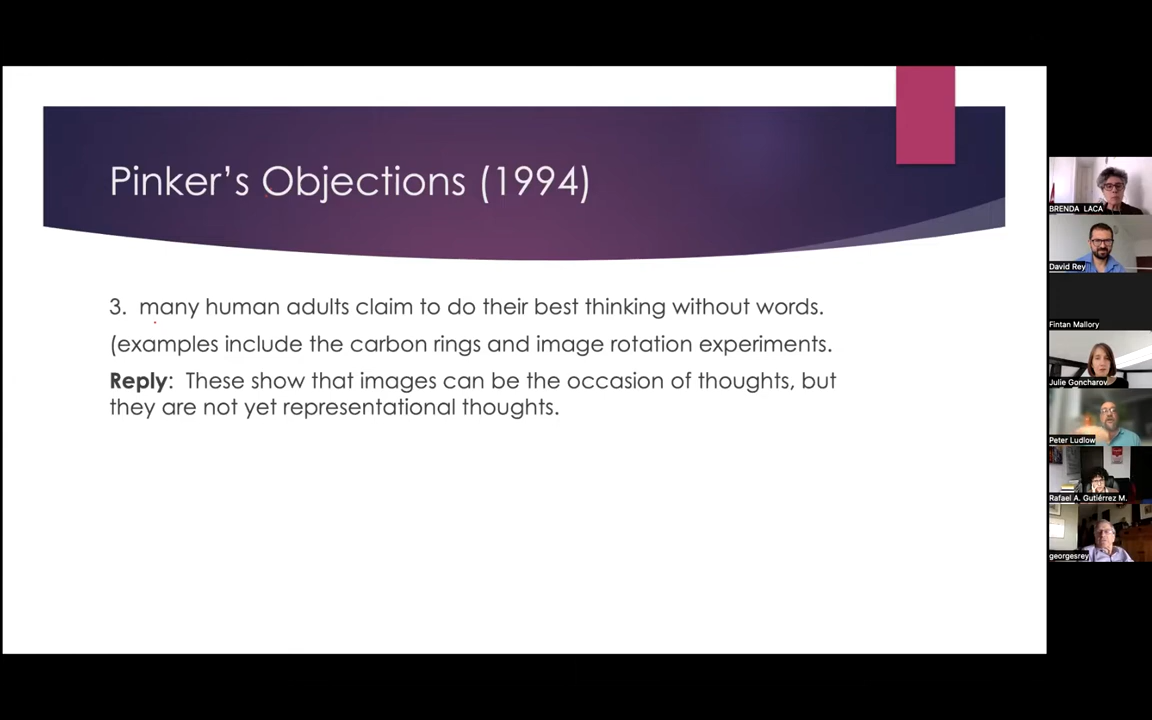 Pinker’s Objections (1994)
3. many human adults claim to do their best thinking without words.
(examples include the carbon rings and image rotation experiments.
Reply: These show that images can be the occasion of thoughts, but
they are not yet representational thoughts.
BRENDA LACA
David Rey
Fintan Mallory
Julie Goncharov
Peter Ludlow
Rafael A. Gutiérrez M.
georgesrey